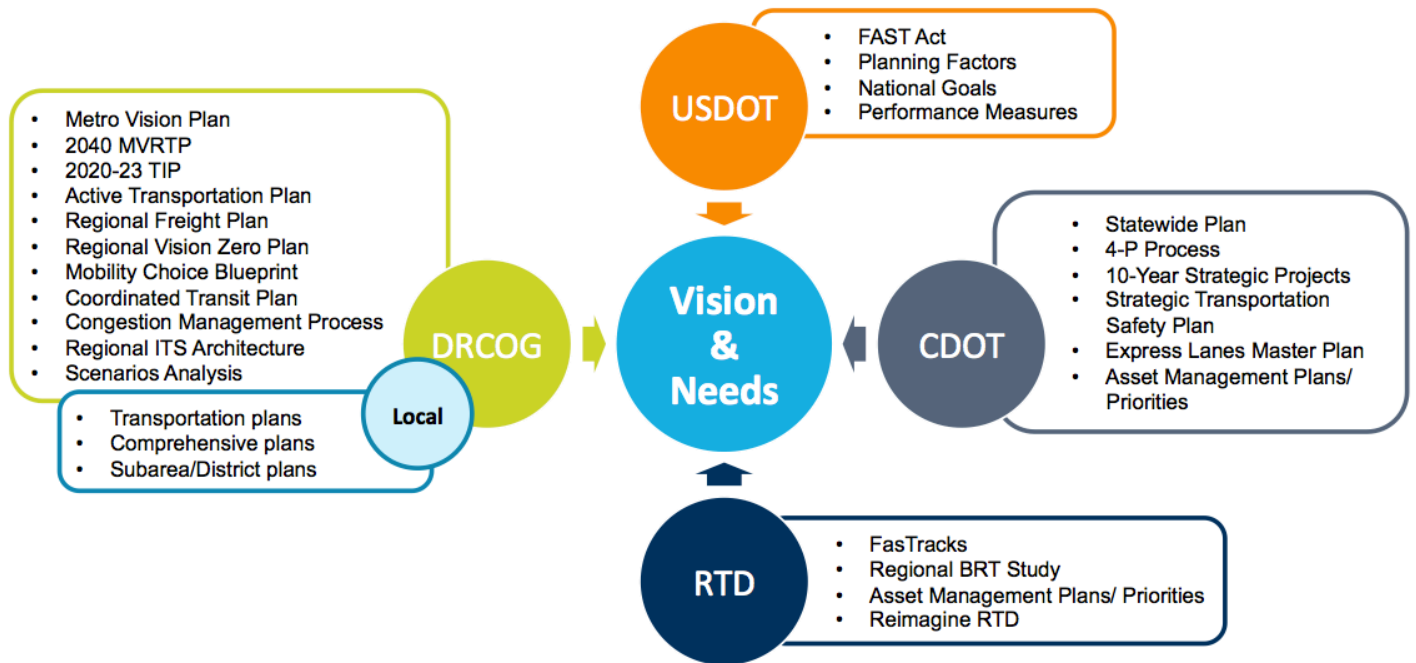 USDOT
• FAST Act
• Planning Factors
• National Goals
• Performance Measures
• Metro Vision Plan
• 2040 MVRTP
• 2020-23 TIP
• Active Transportation Plan
• Regional Freight Plan
• Regional Vision Zero Plan
• Mobility Choice Blueprint
• Coordinated Transit Plan
• Congestion Management Process
• Regional ITS Architecture
• Scenarios Analysis
DRCOG
Local
• Transportation plans
• Comprehensive plans
• Subarea/District plans
Vision
&
Needs
CDOT
• Statewide Plan
• 4-P Process
• 10-Year Strategic Projects
• Strategic Transportation
Safety Plan
• Express Lanes Master Plan
• Asset Management Plans/
Priorities
RTD
• FasTracks
• Regional BRT Study
• Asset Management Plans/ Priorities
• Reimagine RTD